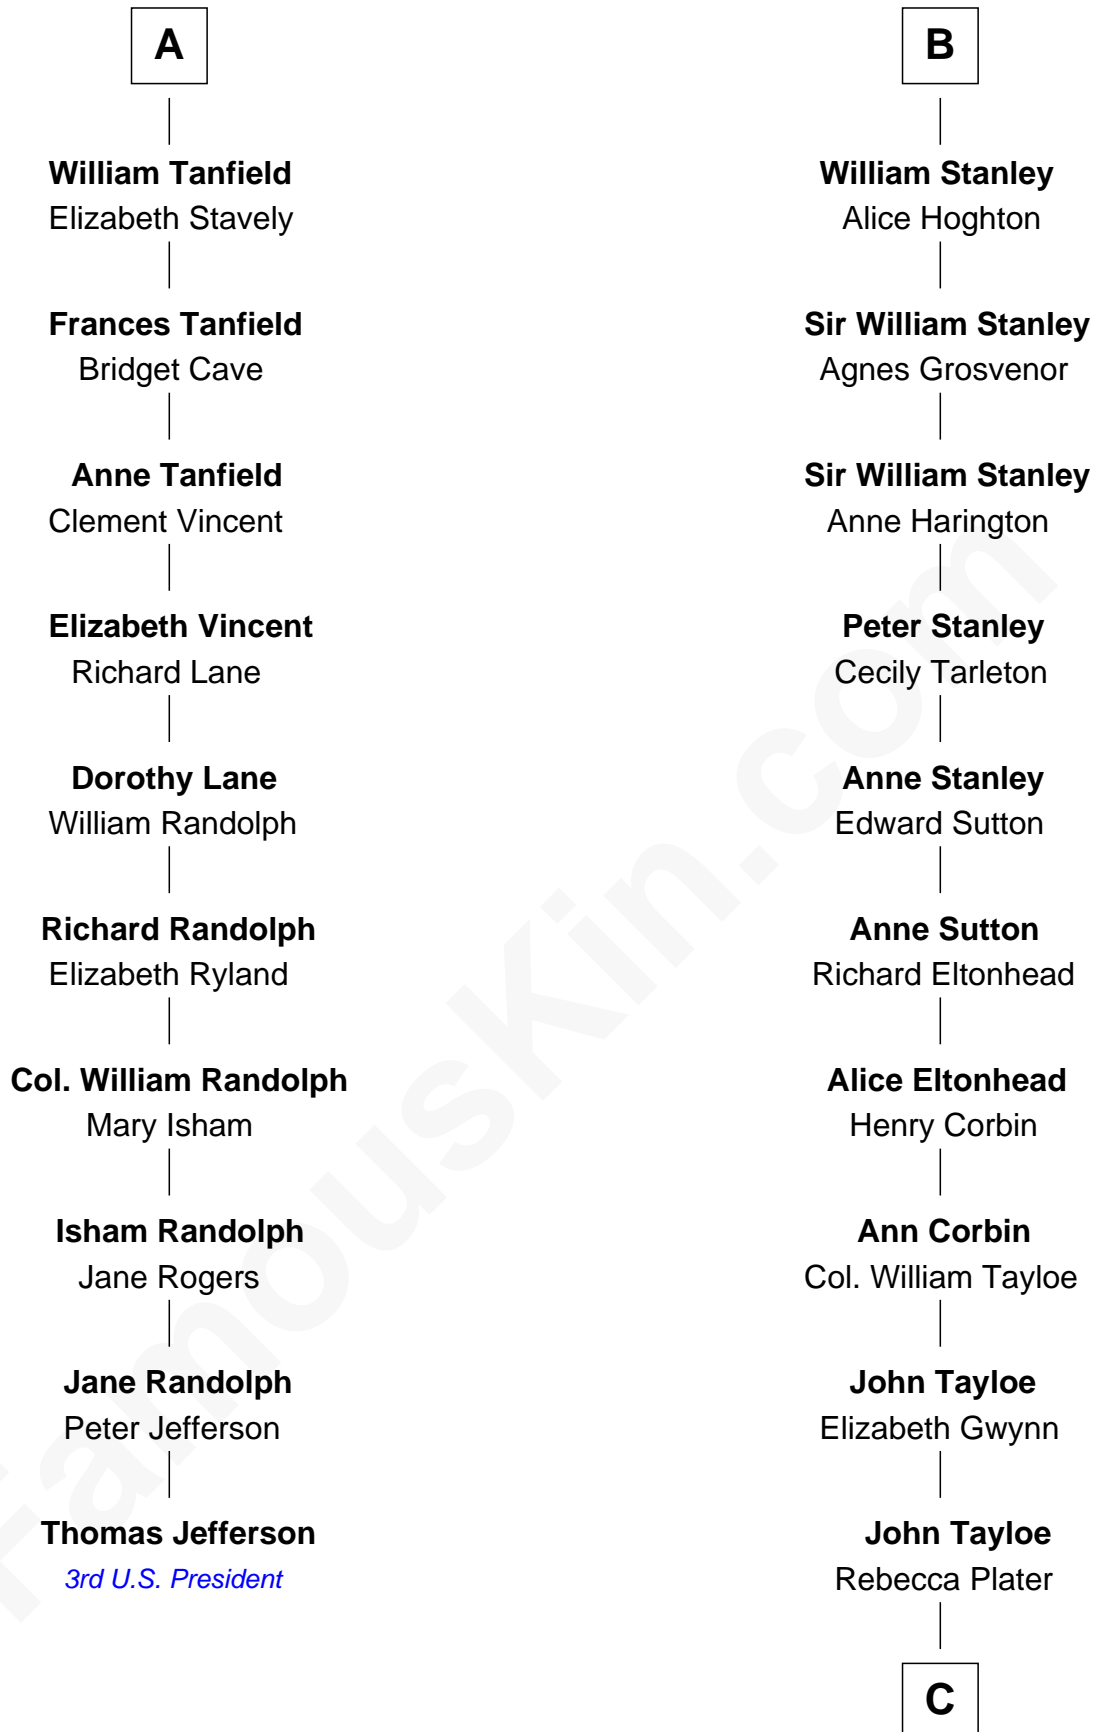 A
William Tanfield
Elizabeth Stavely
Frances Tanfield
Bridget Cave
Anne Tanfield
Clement Vincent
Elizabeth Vincent
Richard Lane
Dorothy Lane
William Randolph
Richard Randolph
Elizabeth Ryland
Col. William Randolph
Mary Isham
Isham Randolph
Jane Rogers
Jane Randolph
Peter Jefferson
Thomas Jefferson
3rd U.S. President
B
William Stanley
Alice Hoghton
Sir William Stanley
Agnes Grosvenor
Sir William Stanley
Anne Harington
Peter Stanley
Cecily Tarleton
Anne Stanley
Edward Sutton
Anne Sutton
Richard Eltonhead
Alice Eltonhead
Henry Corbin
Ann Corbin
Col. William Tayloe
John Tayloe
Elizabeth Gwynn
John Tayloe
Rebecca Plater
C
FamousKin.com